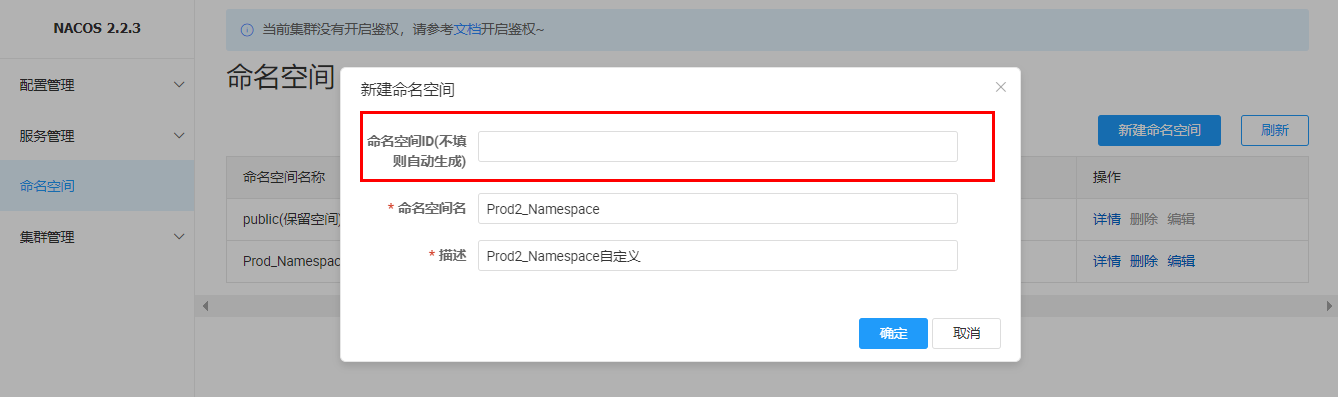 NACOS 2.2.3
当前集群没有开启鉴权，请参考文档开启鉴权~
配置管理
服务管理
命名空间
集群管理
命名空间
新建命名空间
刷新
命名空间名称
操作
public(保留空间)
详情 删除 编辑
Prod_Namespac
详情 删除 编辑
新建命名空间
命名空间ID(不填
则自动生成)
* 命名空间名
Prod2_Namespace
* 描述
Prod2_Namespace自定义
确定
取消